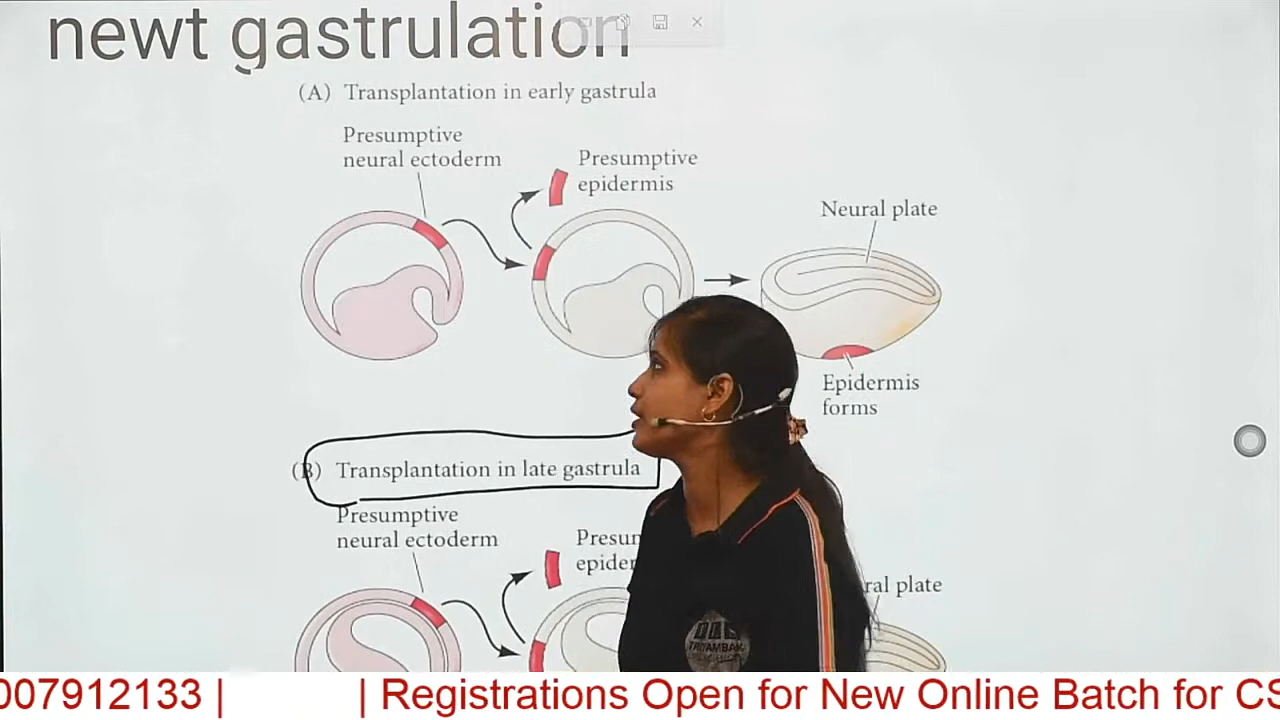 newt gastrulation
(A) Transplantation in early gastrula
Presumptive
neural ectoderm
Presumptive
epidermis
Neural plate
Epidermis
forms
(B) Transplantation in late gastrula
Presumptive
neural ectoderm
Presun
epider
ral plate
007912133 | | Registrations Open for New Online Batch for CS